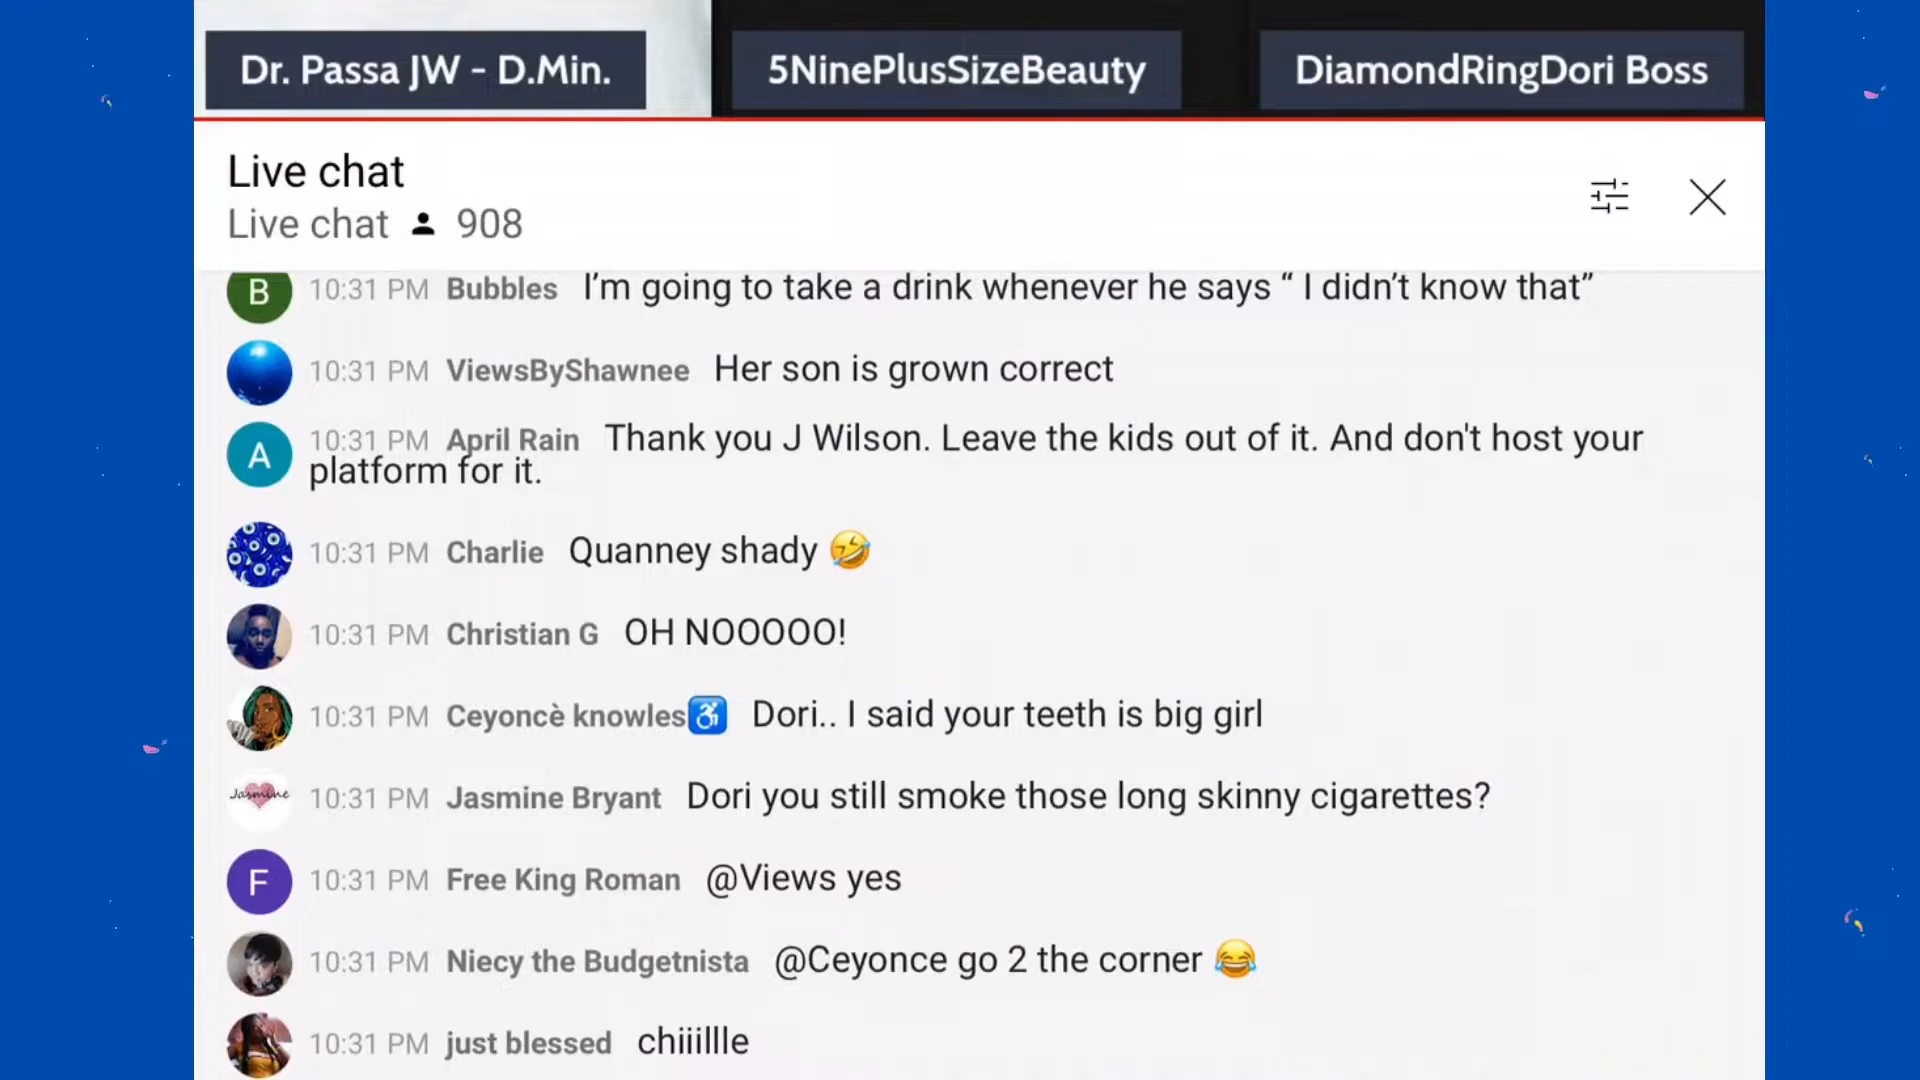 Dr. Passa JW - D.Min.
5NinePlusSizeBeauty
DiamondRingDori Boss
Live chat
Live chat 908
B 10:31 PM Bubbles I’m going to take a drink whenever he says “ I didn’t know that”
10:31 PM ViewsByShawnee Her son is grown correct
A 10:31 PM April Rain Thank you J Wilson. Leave the kids out of it. And don't host your
platform for it.
10:31 PM Charlie Quanney shady 🤣
10:31 PM Christian G OH NOOOOO!
10:31 PM Ceyoncè knowles♿ Dori.. I said your teeth is big girl
Jasmine 10:31 PM Jasmine Bryant Dori you still smoke those long skinny cigarettes?
F 10:31 PM Free King Roman @Views yes
10:31 PM Niecy the Budgetnista @Ceyonce go 2 the corner 😂
10:31 PM just blessed chiiillle